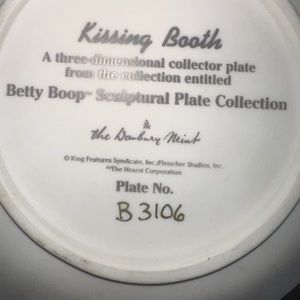 Kissing Booth
A three-dimensional collector plate
from the collection entitled
Betty Boop™ Sculptural Plate Collection
The Danbury Mint
© King Features Syndicate, Inc./Fleischer Studios, Inc.
™The Hearst Corporation
Plate No.
B 3106